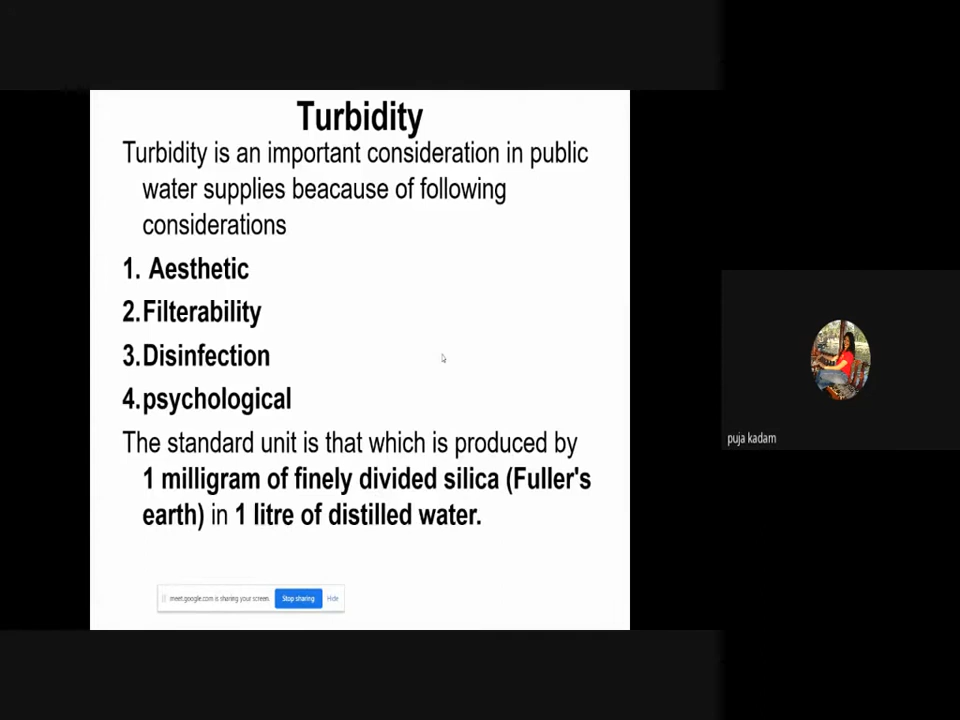 Turbidity
Turbidity is an important consideration in public
water supplies beacause of following
considerations
1. Aesthetic
2.Filterability
3.Disinfection
4.psychological
The standard unit is that which is produced by
1 milligram of finely divided silica (Fuller's
earth) in 1 litre of distilled water.
meet.google.com is sharing your screen. Stop sharing Hide
puja kadam